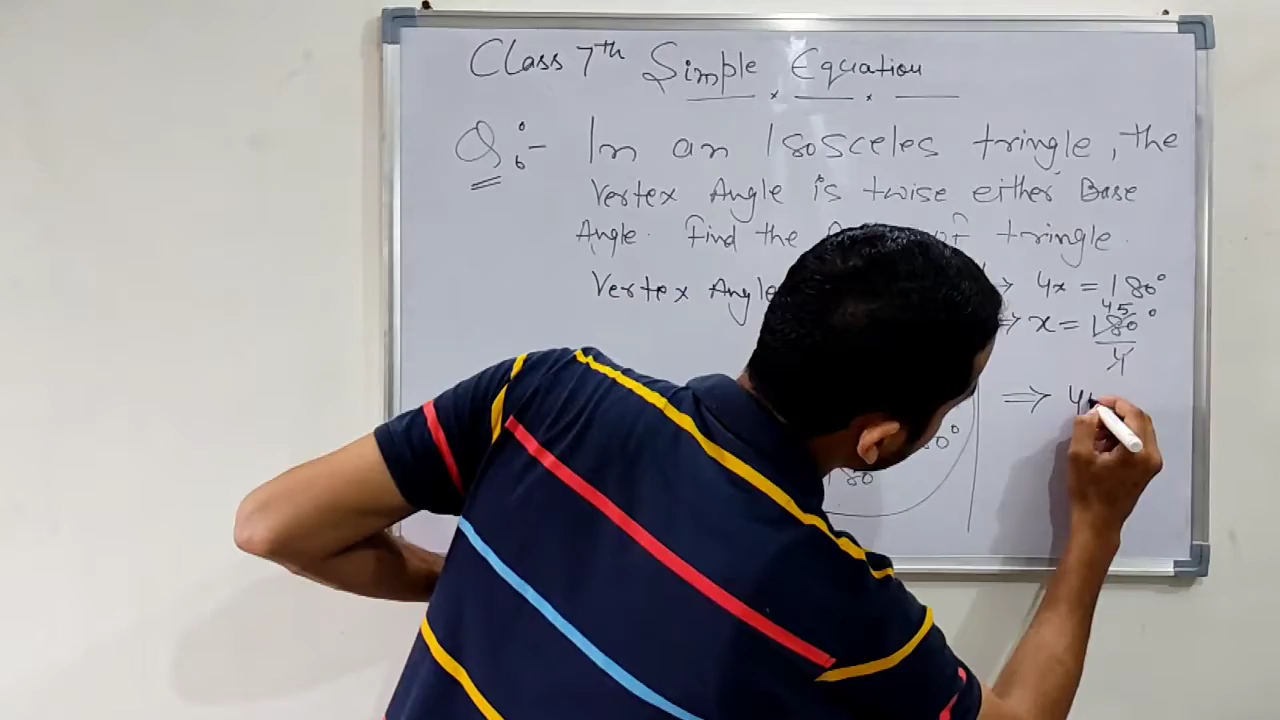 Class 7th Simple Equation
Q:- In an Isosceles tringle, the
Vertex Angle is twise either Base
Angle. find the of tringle.
Vertex Angle
⇒ 4x = 180°
45
⇒ x = 180°
4
⇒ 4
180